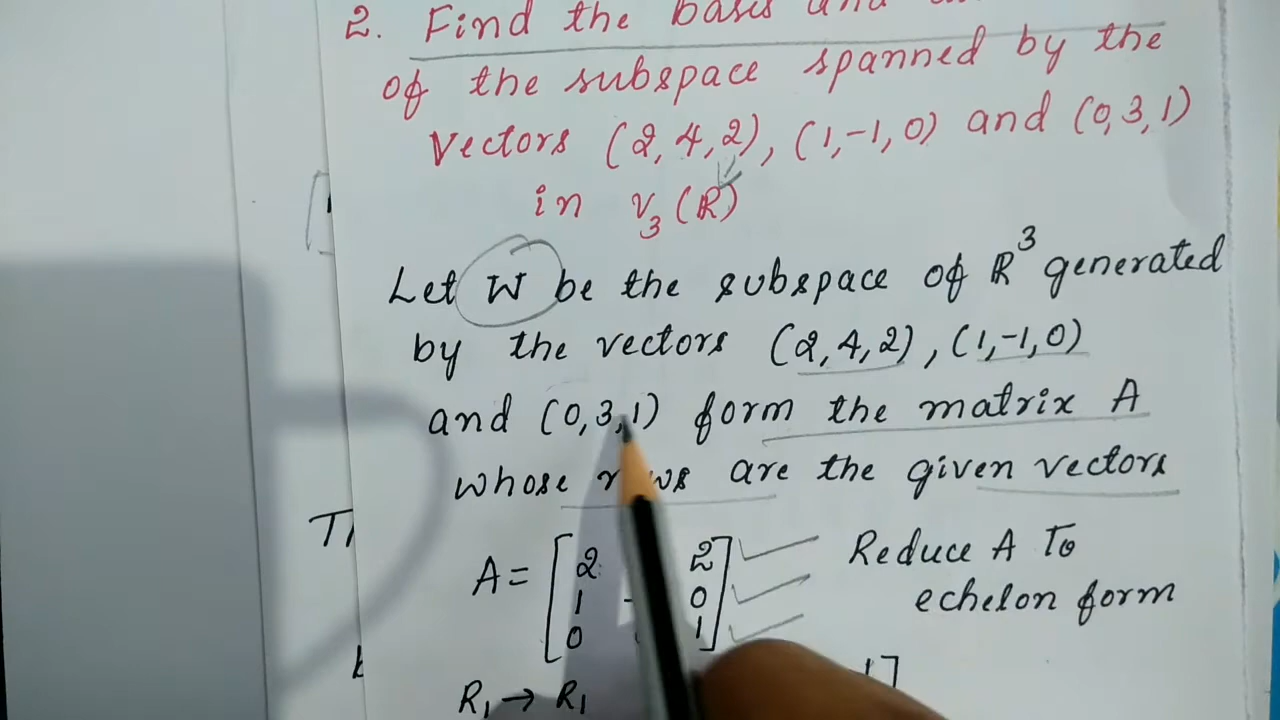 2. Find the basis and
of the subspace spanned by the
Vectors (2, 4, 2), (1, -1, 0) and (0, 3, 1)
in V3 (R)
Let W be the subspace of R³ generated
by the vectors (2, 4, 2), (1, -1, 0)
and (0, 3, 1) form the matrix A
whose are the given vectors
A = [2 2
1 0
0 1]
Reduce A To
echelon form
R1 → R1